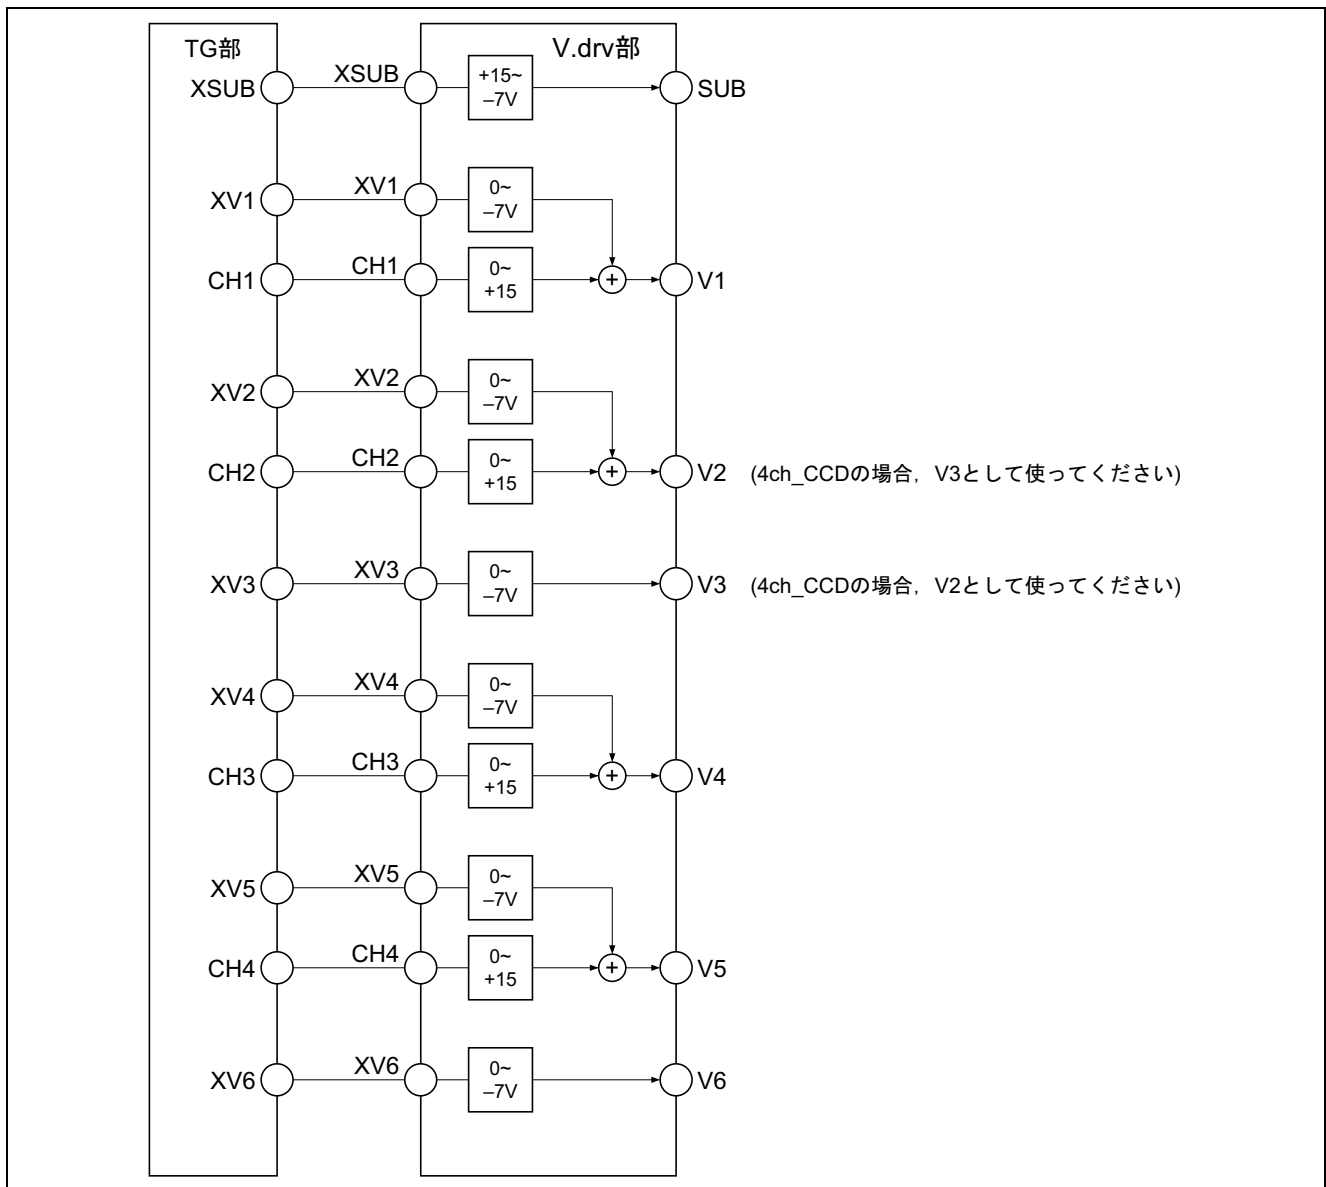 TG部
V.drv部
XSUB
XSUB
+15~
–7V
SUB
XV1
XV1
0~
–7V
CH1
CH1
0~
+15
+
V1
XV2
XV2
0~
–7V
CH2
CH2
0~
+15
+
V2 (4ch_CCDの場合，V3として使ってください)
XV3
XV3
0~
–7V
V3 (4ch_CCDの場合，V2として使ってください)
XV4
XV4
0~
–7V
CH3
CH3
0~
+15
+
V4
XV5
XV5
0~
–7V
CH4
CH4
0~
+15
+
V5
XV6
XV6
0~
–7V
V6